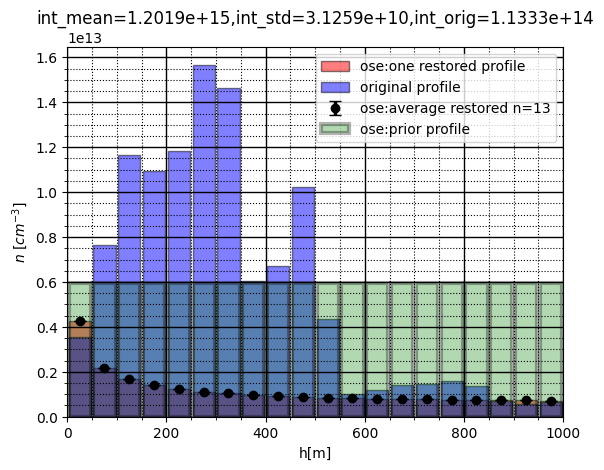 int_mean=1.2019e+15,int_std=3.1259e+10,int_orig=1.1333e+14
1e13
ose:one restored profile
original profile
ose:average restored n=13
ose:prior profile
1.6
1.4
1.2
1.0
0.8
0.6
0.4
0.2
0.0
n [cm⁻³]
0 200 400 600 800 1000
h[m]